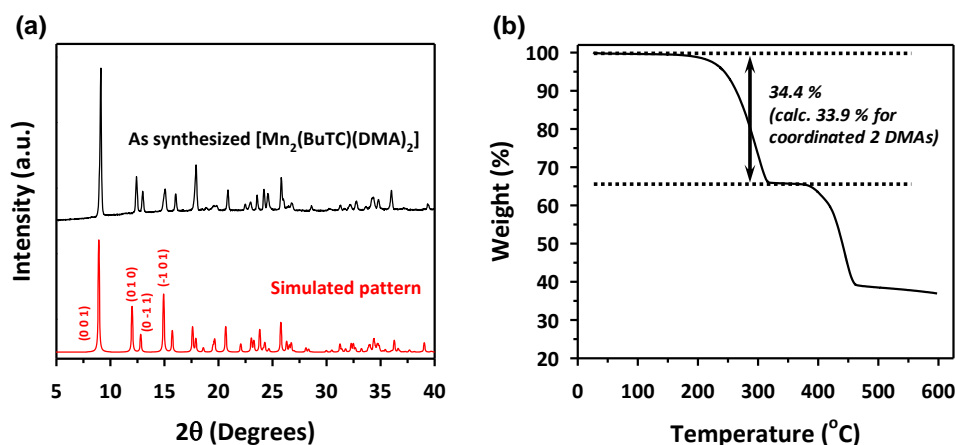 (a)
Intensity (a.u.)
As synthesized [Mn₂(BuTC)(DMA)₂]
(0 0 1)
(0 1 0)
(0 -1 1)
(-1 0 1)
Simulated pattern
5 10 15 20 25 30 35 40
2θ (Degrees)
(b)
Weight (%)
100
90
80
70
60
50
40
30
20
34.4 %
(calc. 33.9 % for
coordinated 2 DMAs)
0 100 200 300 400 500 600
Temperature (°C)